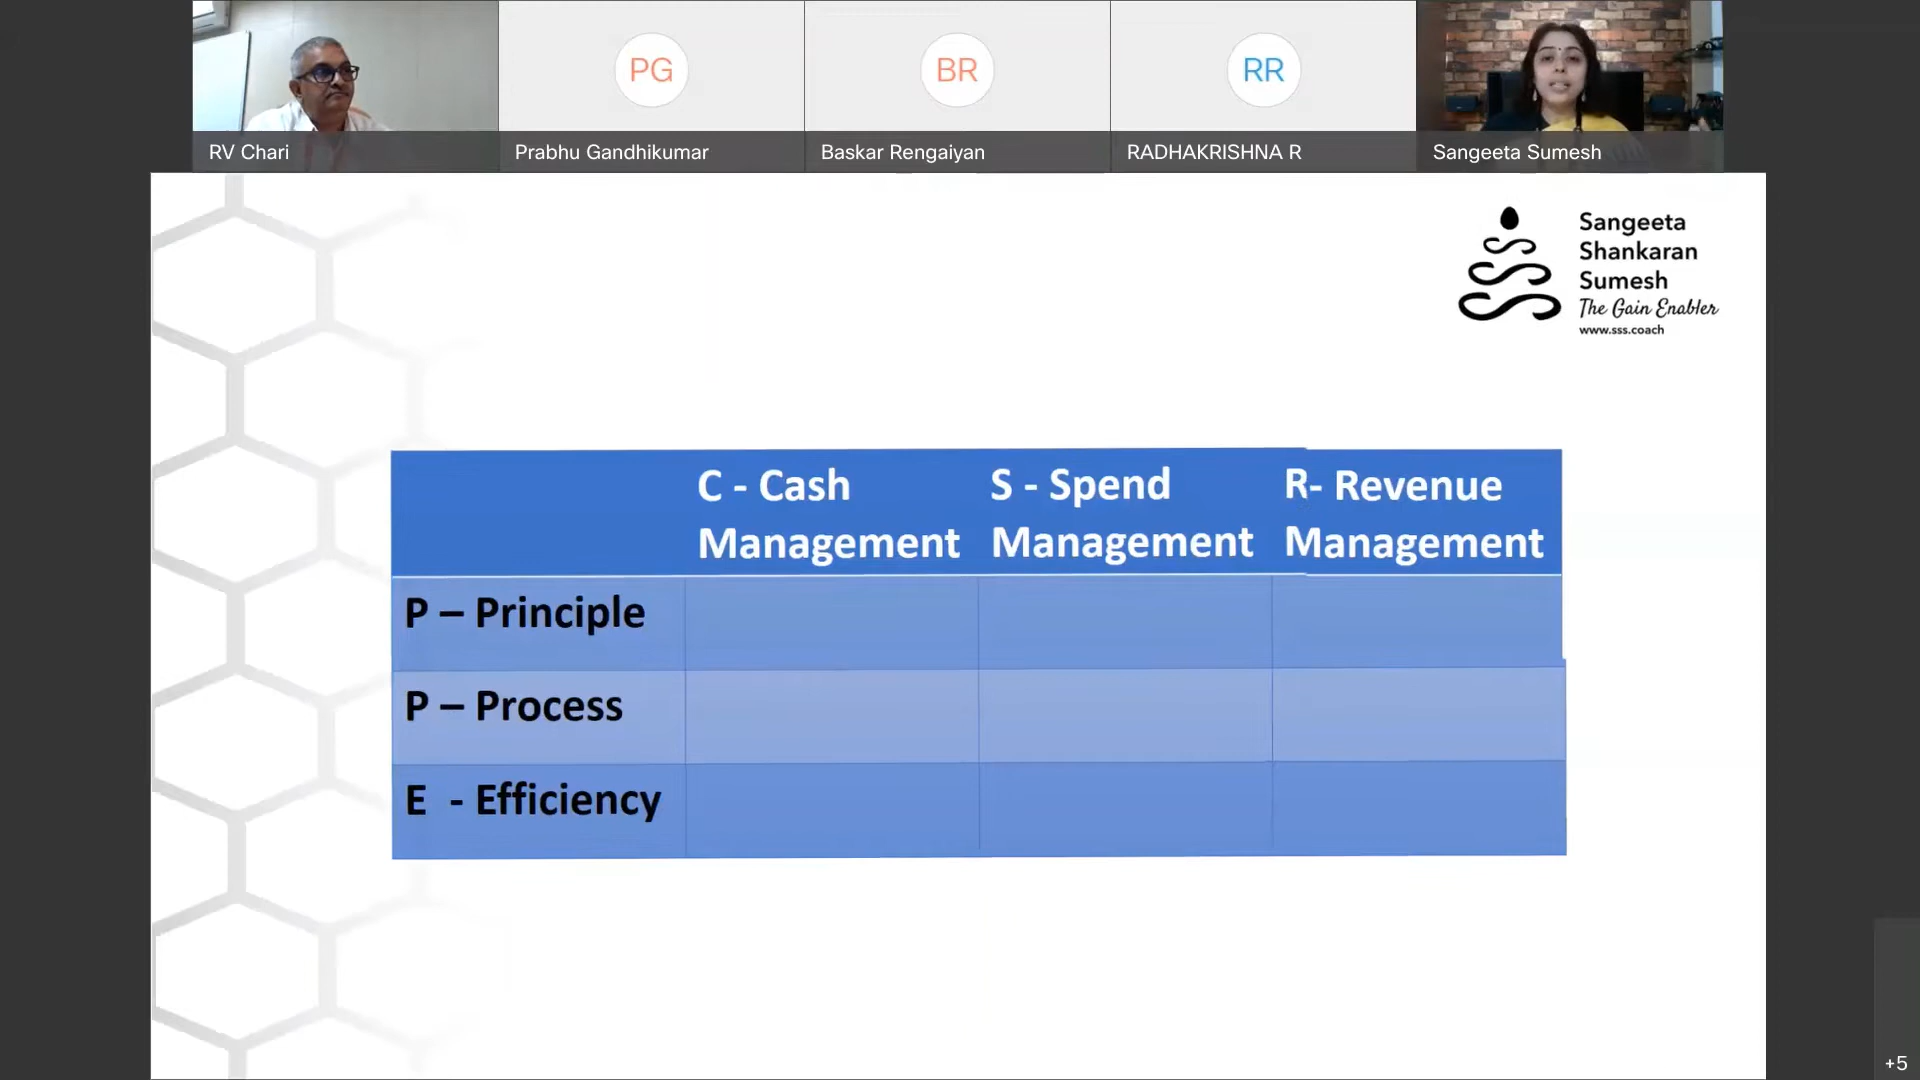 PG
BR
RR
RV Chari
Prabhu Gandhikumar
Baskar Rengaiyan
RADHAKRISHNA R
Sangeeta Sumesh
Sangeeta
Shankaran
Sumesh
The Gain Enabler
www.sss.coach
C - Cash
Management
S - Spend
Management
R- Revenue
Management
P – Principle
P – Process
E - Efficiency
+5